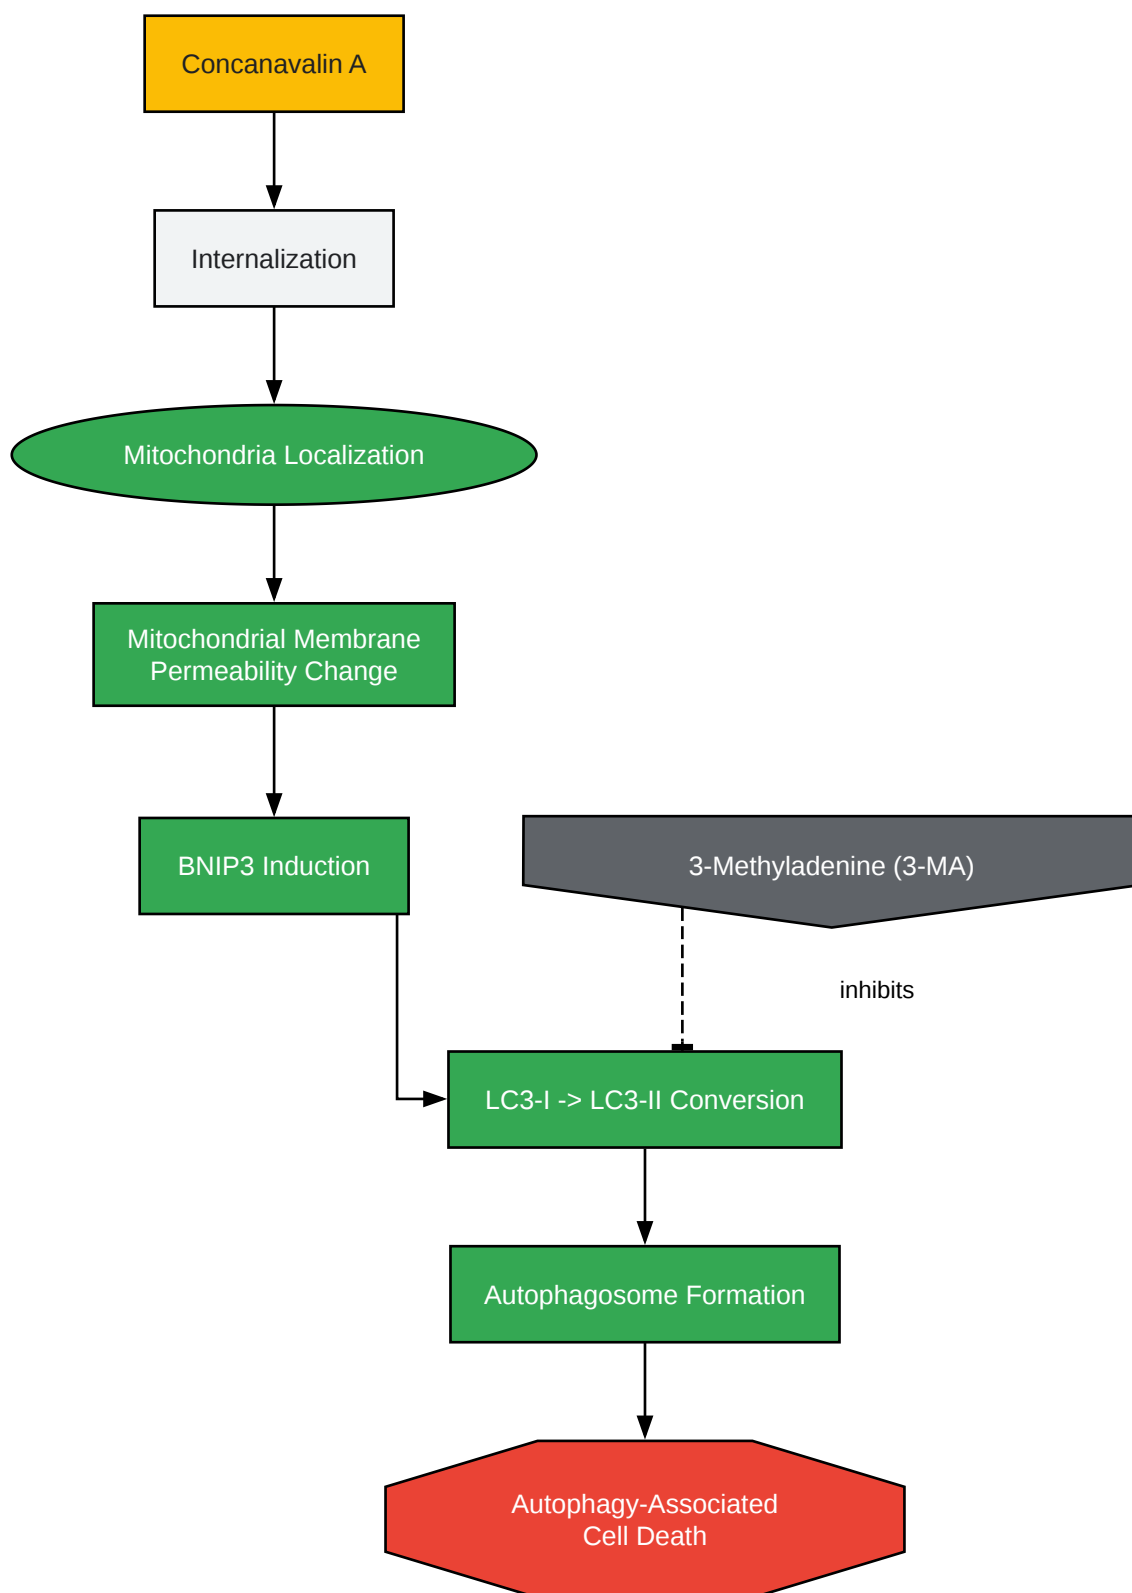 Concanavalin A
Internalization
Mitochondria Localization
Mitochondrial Membrane
Permeability Change
BNIP3 Induction
3-Methyladenine (3-MA)
inhibits
LC3-I -> LC3-II Conversion
Autophagosome Formation
Autophagy-Associated
Cell Death